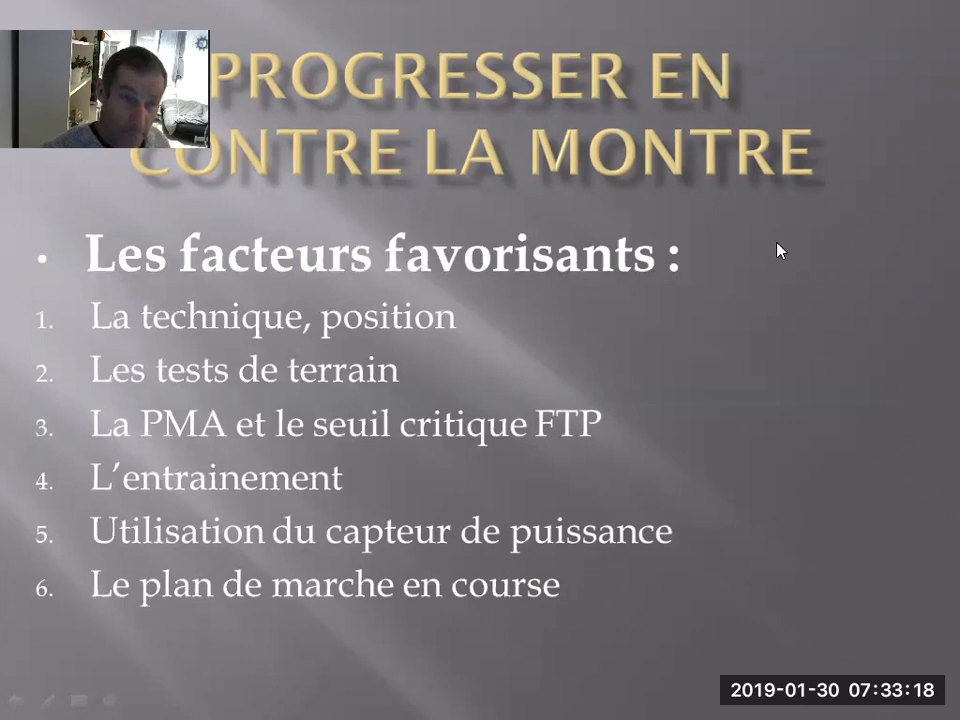 PROGRESSER EN
CONTRE LA MONTRE
• Les facteurs favorisants :
1. La technique, position
2. Les tests de terrain
3. La PMA et le seuil critique FTP
4. L’entrainement
5. Utilisation du capteur de puissance
6. Le plan de marche en course
2019-01-30 07:33:18